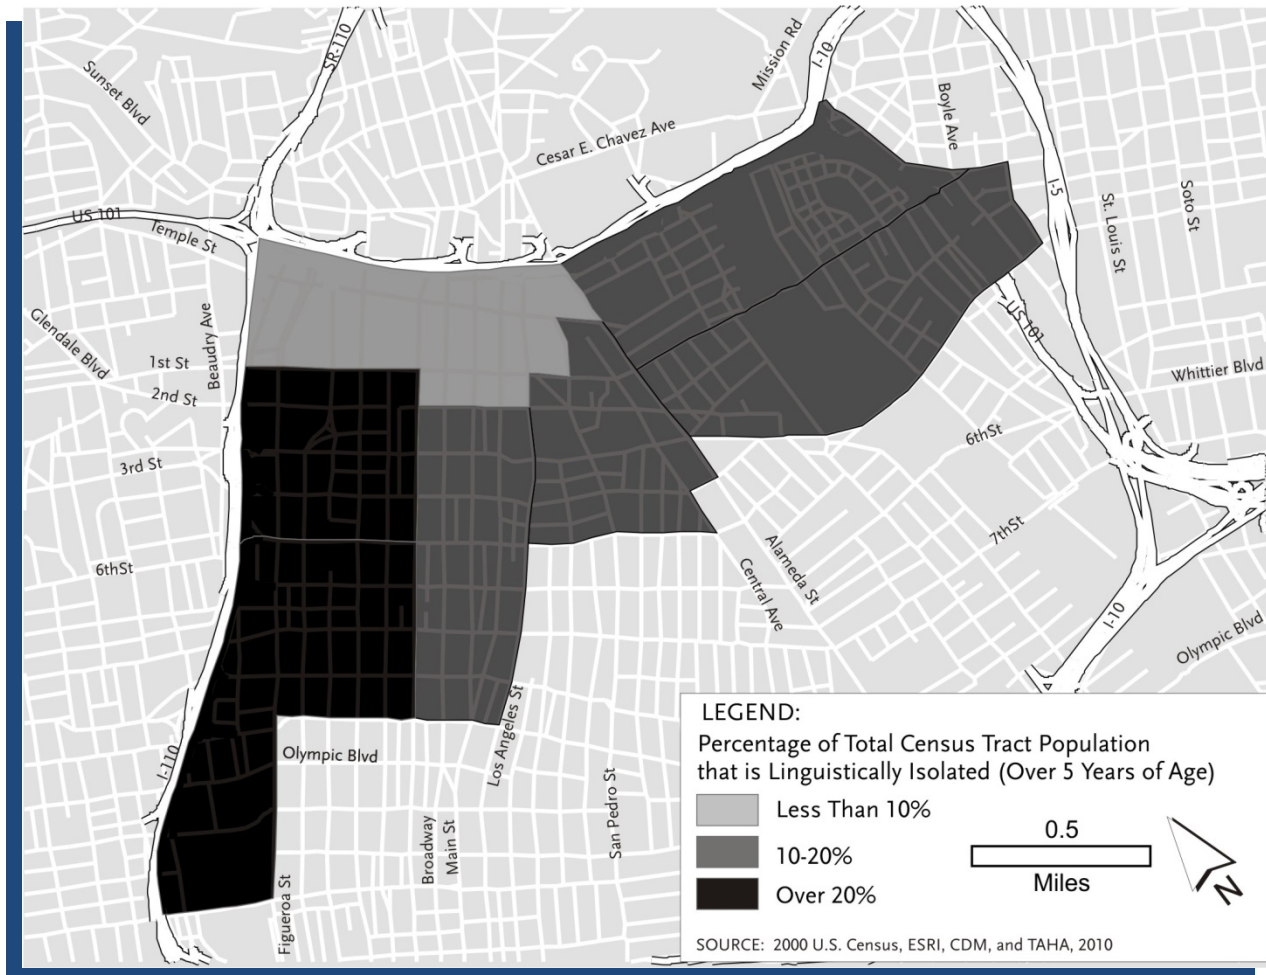 SR-110
I-10
Mission Rd
Sunset Blvd
Boyle Ave
Cesar E. Chavez Ave
I-5
St. Louis St
Soto St
US 101
Temple St
Glendale Blvd
Beaudry Ave
1st St
2nd St
US 101
Whittier Blvd
3rd St
6thSt
6thSt
7thSt
Alameda St
Central Ave
I-10
Olympic Blvd
I-110
Olympic Blvd
Los Angeles St
San Pedro St
Broadway
Main St
Figueroa St
LEGEND:
Percentage of Total Census Tract Population
that is Linguistically Isolated (Over 5 Years of Age)
Less Than 10%
10-20%
Over 20%
0.5
Miles
N
SOURCE: 2000 U.S. Census, ESRI, CDM, and TAHA, 2010